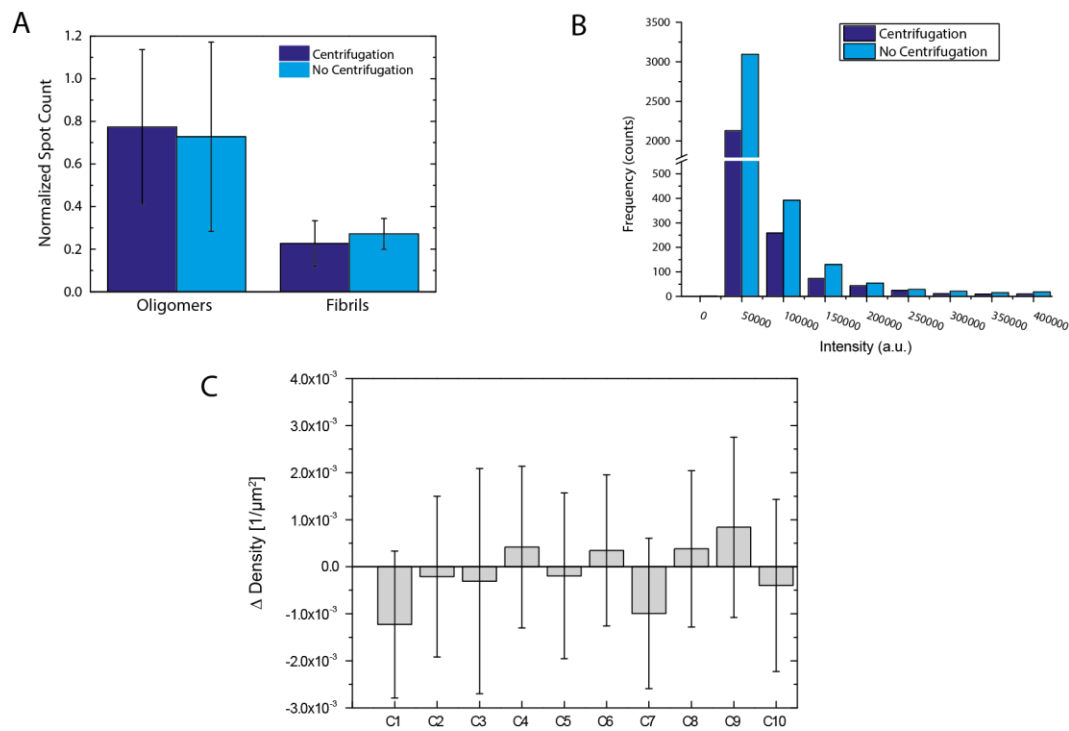 A
Normalized Spot Count
1.2
1.0
0.8
0.6
0.4
0.2
0.0
Centrifugation
No Centrifugation
Oligomers
Fibrils
B
Frequency (counts)
3500
3000
2500
2000
500
400
300
200
100
0
Centrifugation
No Centrifugation
0
50000
100000
150000
200000
250000
300000
350000
400000
Intensity (a.u.)
C
Δ Density [1/μm²]
4.0x10⁻³
3.0x10⁻³
2.0x10⁻³
1.0x10⁻³
0.0
-1.0x10⁻³
-2.0x10⁻³
-3.0x10⁻³
C1 C2 C3 C4 C5 C6 C7 C8 C9 C10